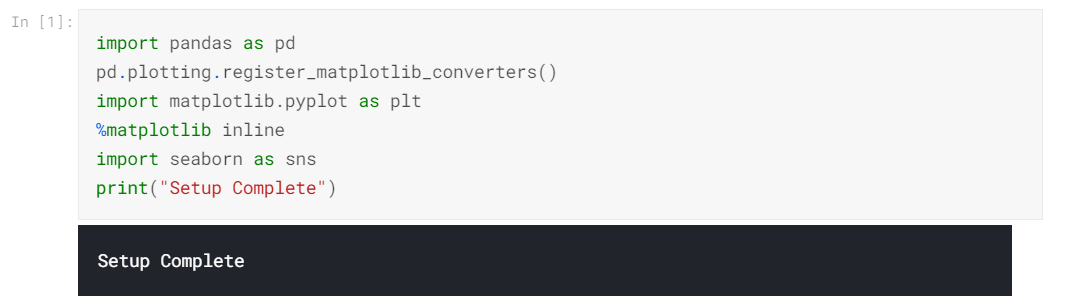 In [1]:
import pandas as pd
pd.plotting.register_matplotlib_converters()
import matplotlib.pyplot as plt
%matplotlib inline
import seaborn as sns
print("Setup Complete")
Setup Complete